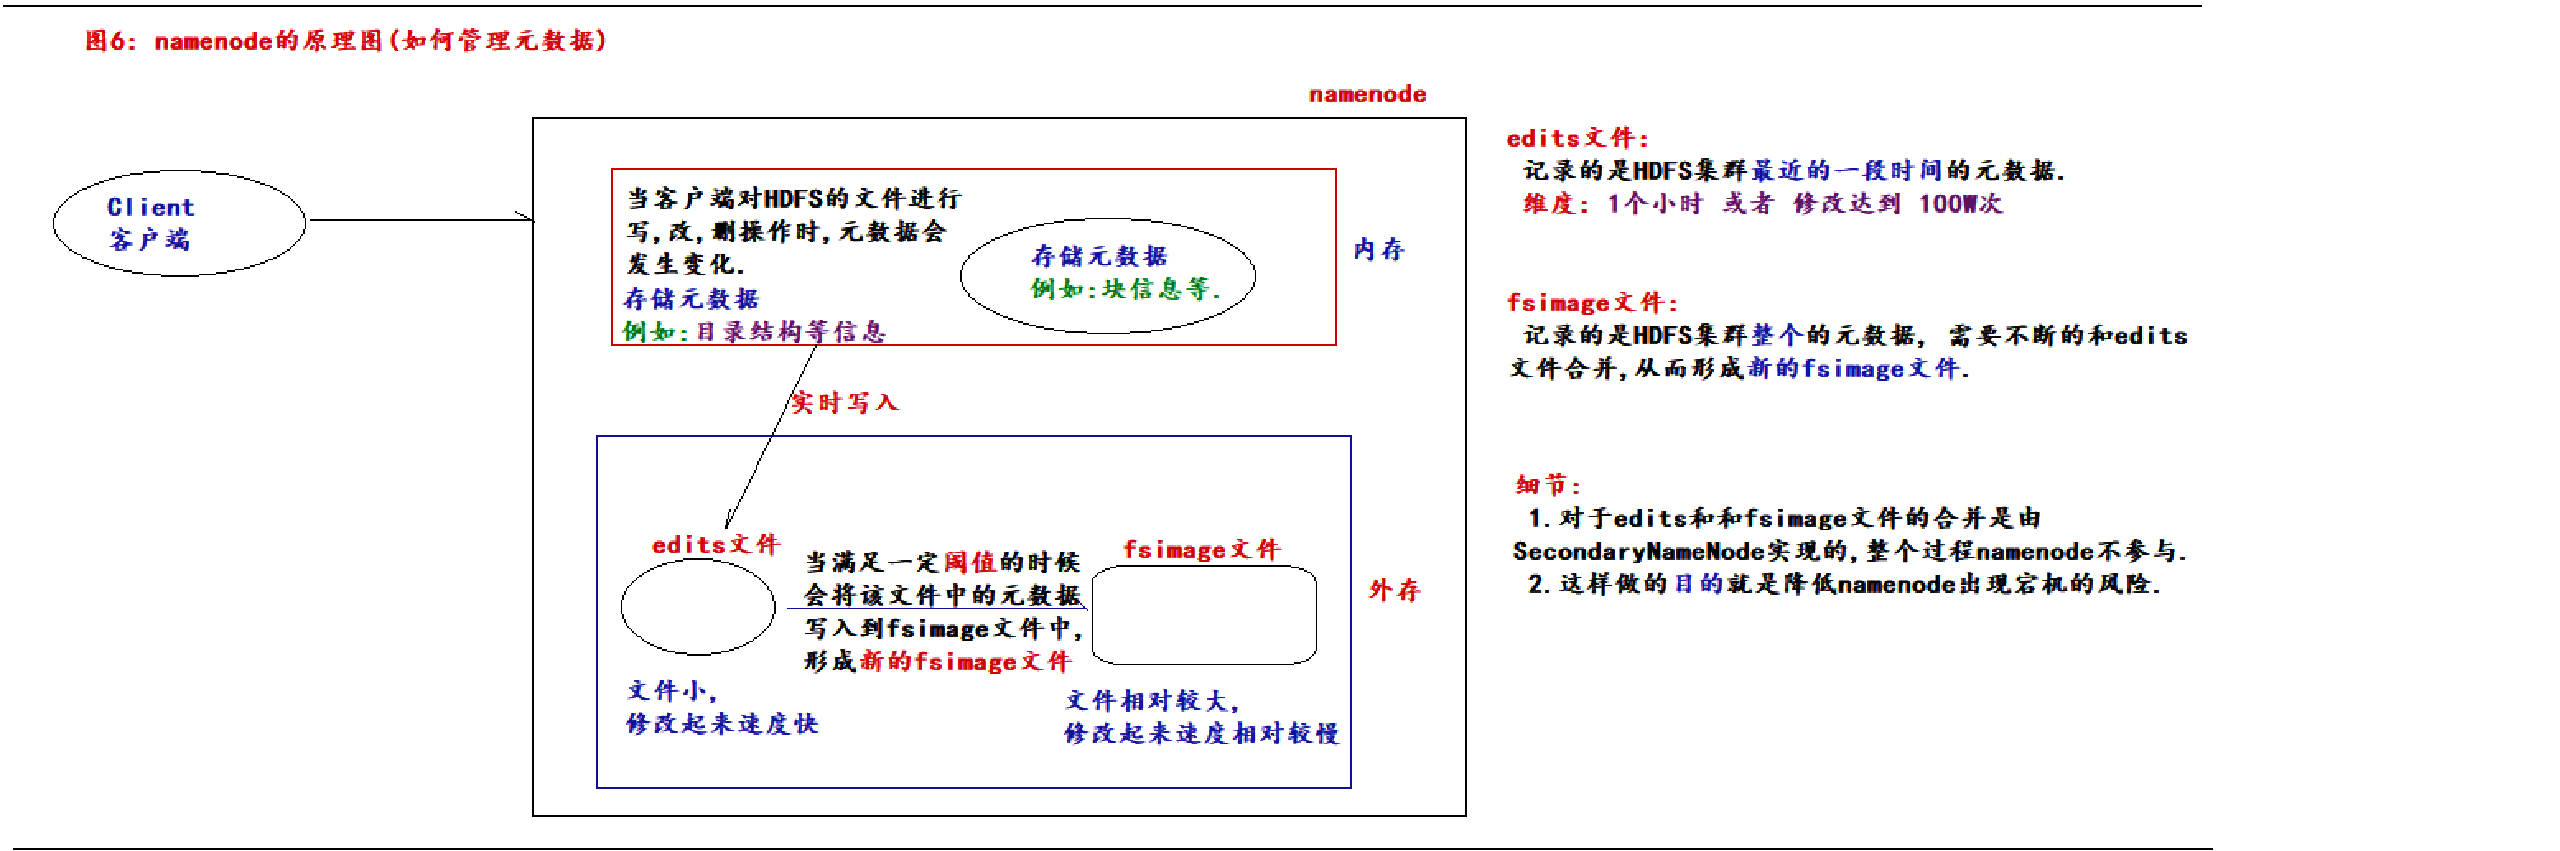 图6: namenode的原理图(如何管理元数据)
namenode
Client
客户端
当客户端对HDFS的文件进行
写,改,删操作时,元数据会
发生变化.
存储元数据
例如:目录结构等信息
存储元数据
例如:块信息等.
内存
实时写入
edits文件
当满足一定阈值的时候
会将该文件中的元数据
写入到fsimage文件中,
形成新的fsimage文件
fsimage文件
外存
文件小,
修改起来速度快
文件相对较大,
修改起来速度相对较慢
edits文件:
记录的是HDFS集群最近的一段时间的元数据.
维度: 1个小时 或者 修改达到 100W次
fsimage文件:
记录的是HDFS集群整个的元数据, 需要不断的和edits
文件合并,从而形成新的fsimage文件.
细节:
1.对于edits和和fsimage文件的合并是由
SecondaryNameNode实现的,整个过程namenode不参与.
2.这样做的目的就是降低namenode出现宕机的风险.